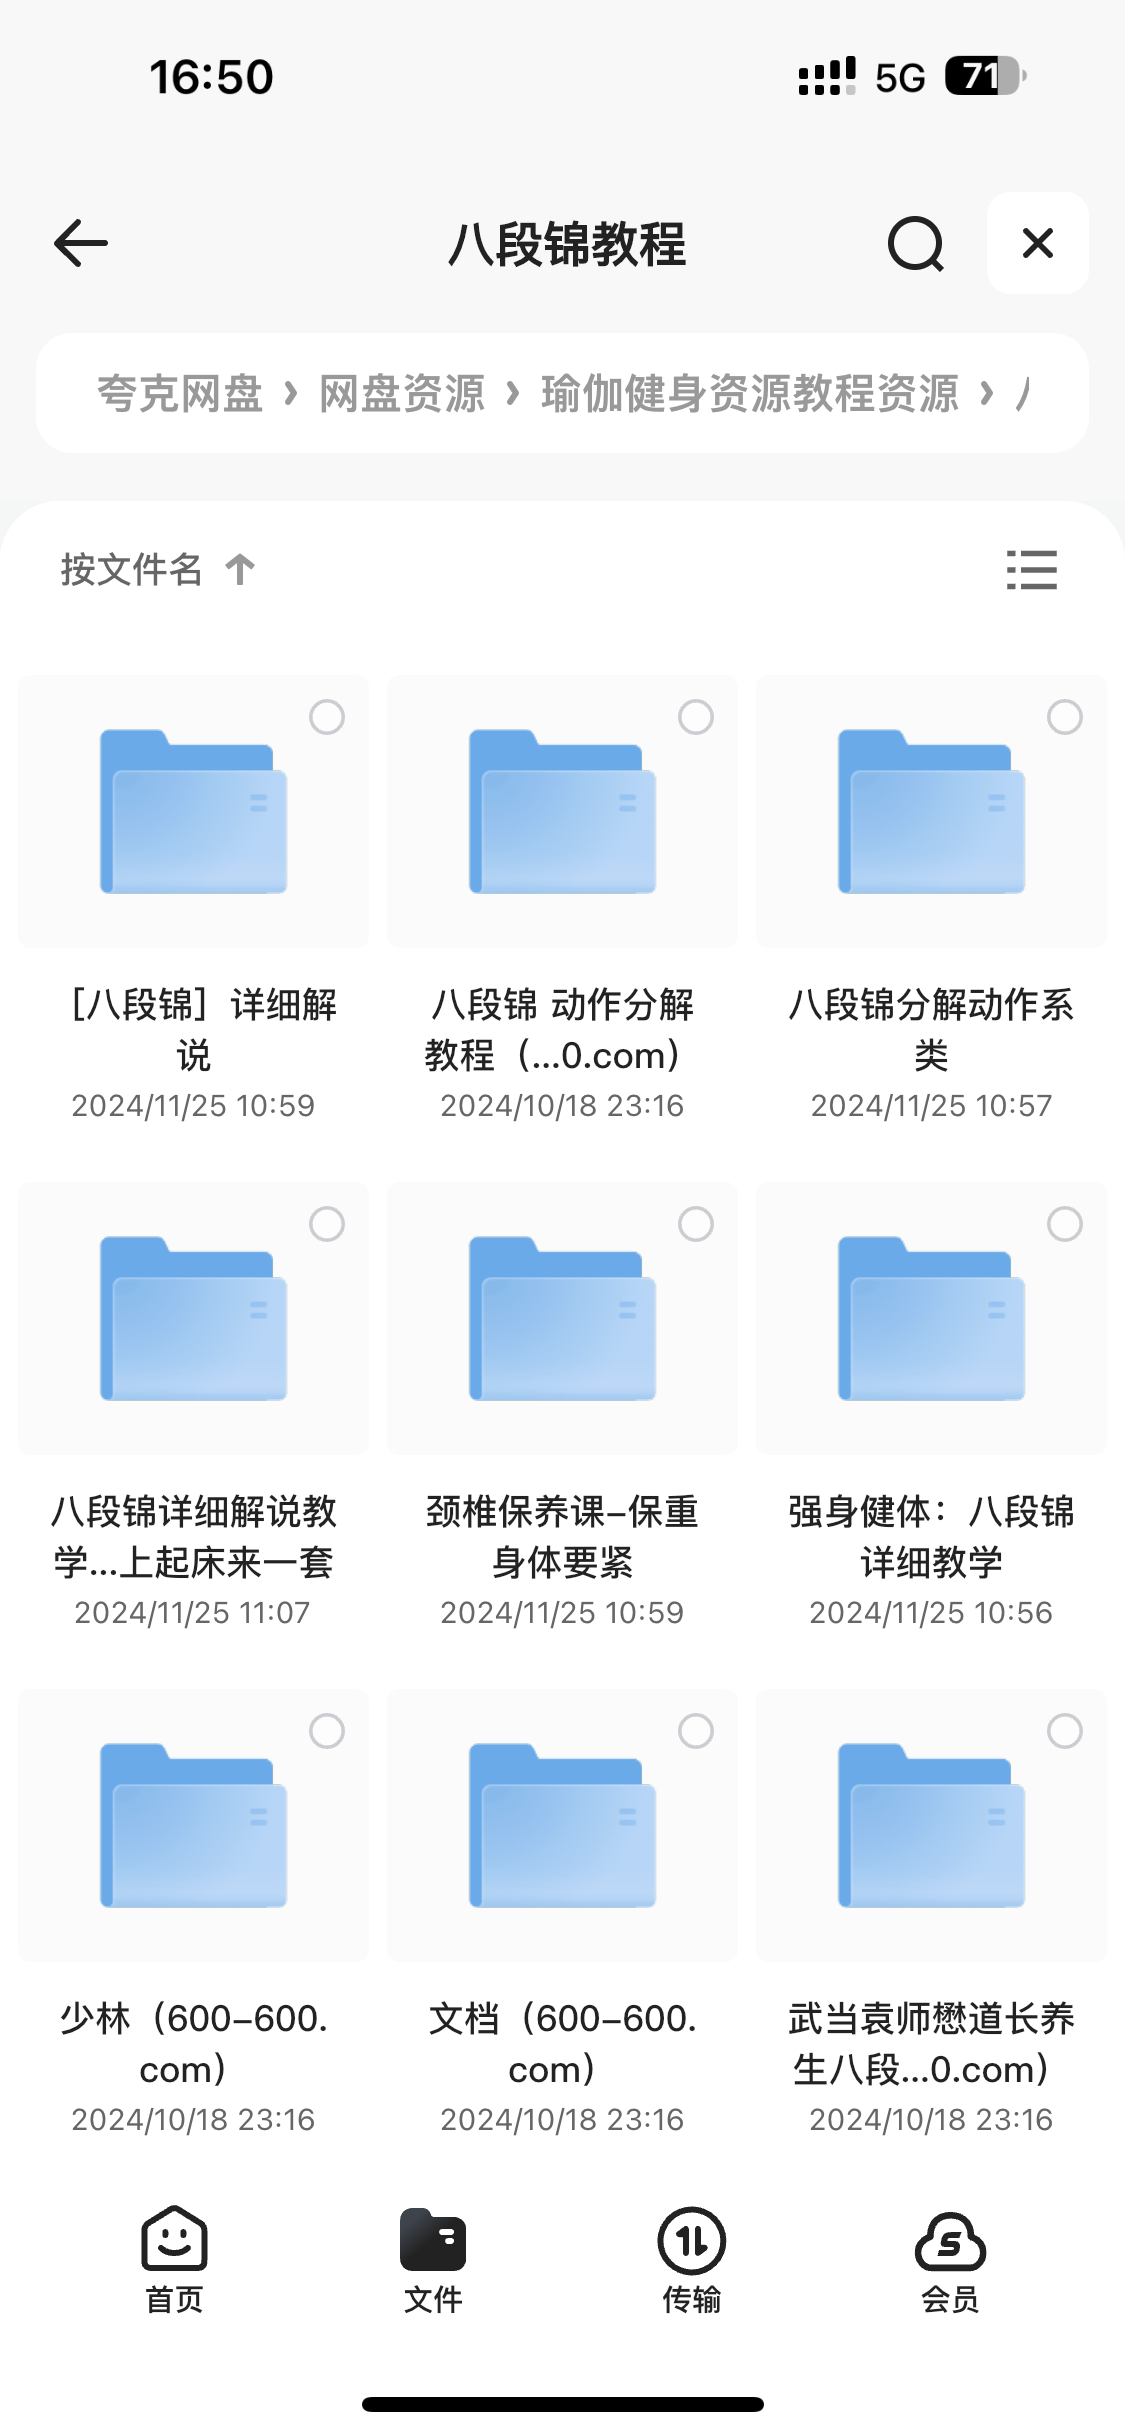 16:50
5G
71
八段锦教程
夸克网盘 › 网盘资源 › 瑜伽健身资源教程资源 ›
按文件名
[八段锦］详细解
说
2024/11/25 10:59
八段锦 动作分解
教程（...0.com）
2024/10/18 23:16
八段锦分解动作系
类
2024/11/25 10:57
八段锦详细解说教
学...上起床来一套
2024/11/25 11:07
颈椎保养课-保重
身体要紧
2024/11/25 10:59
强身健体：八段锦
详细教学
2024/11/25 10:56
少林（600-600.
com）
2024/10/18 23:16
文档（600-600.
com）
2024/10/18 23:16
武当袁师懋道长养
生八段...0.com）
2024/10/18 23:16
首页
文件
传输
会员